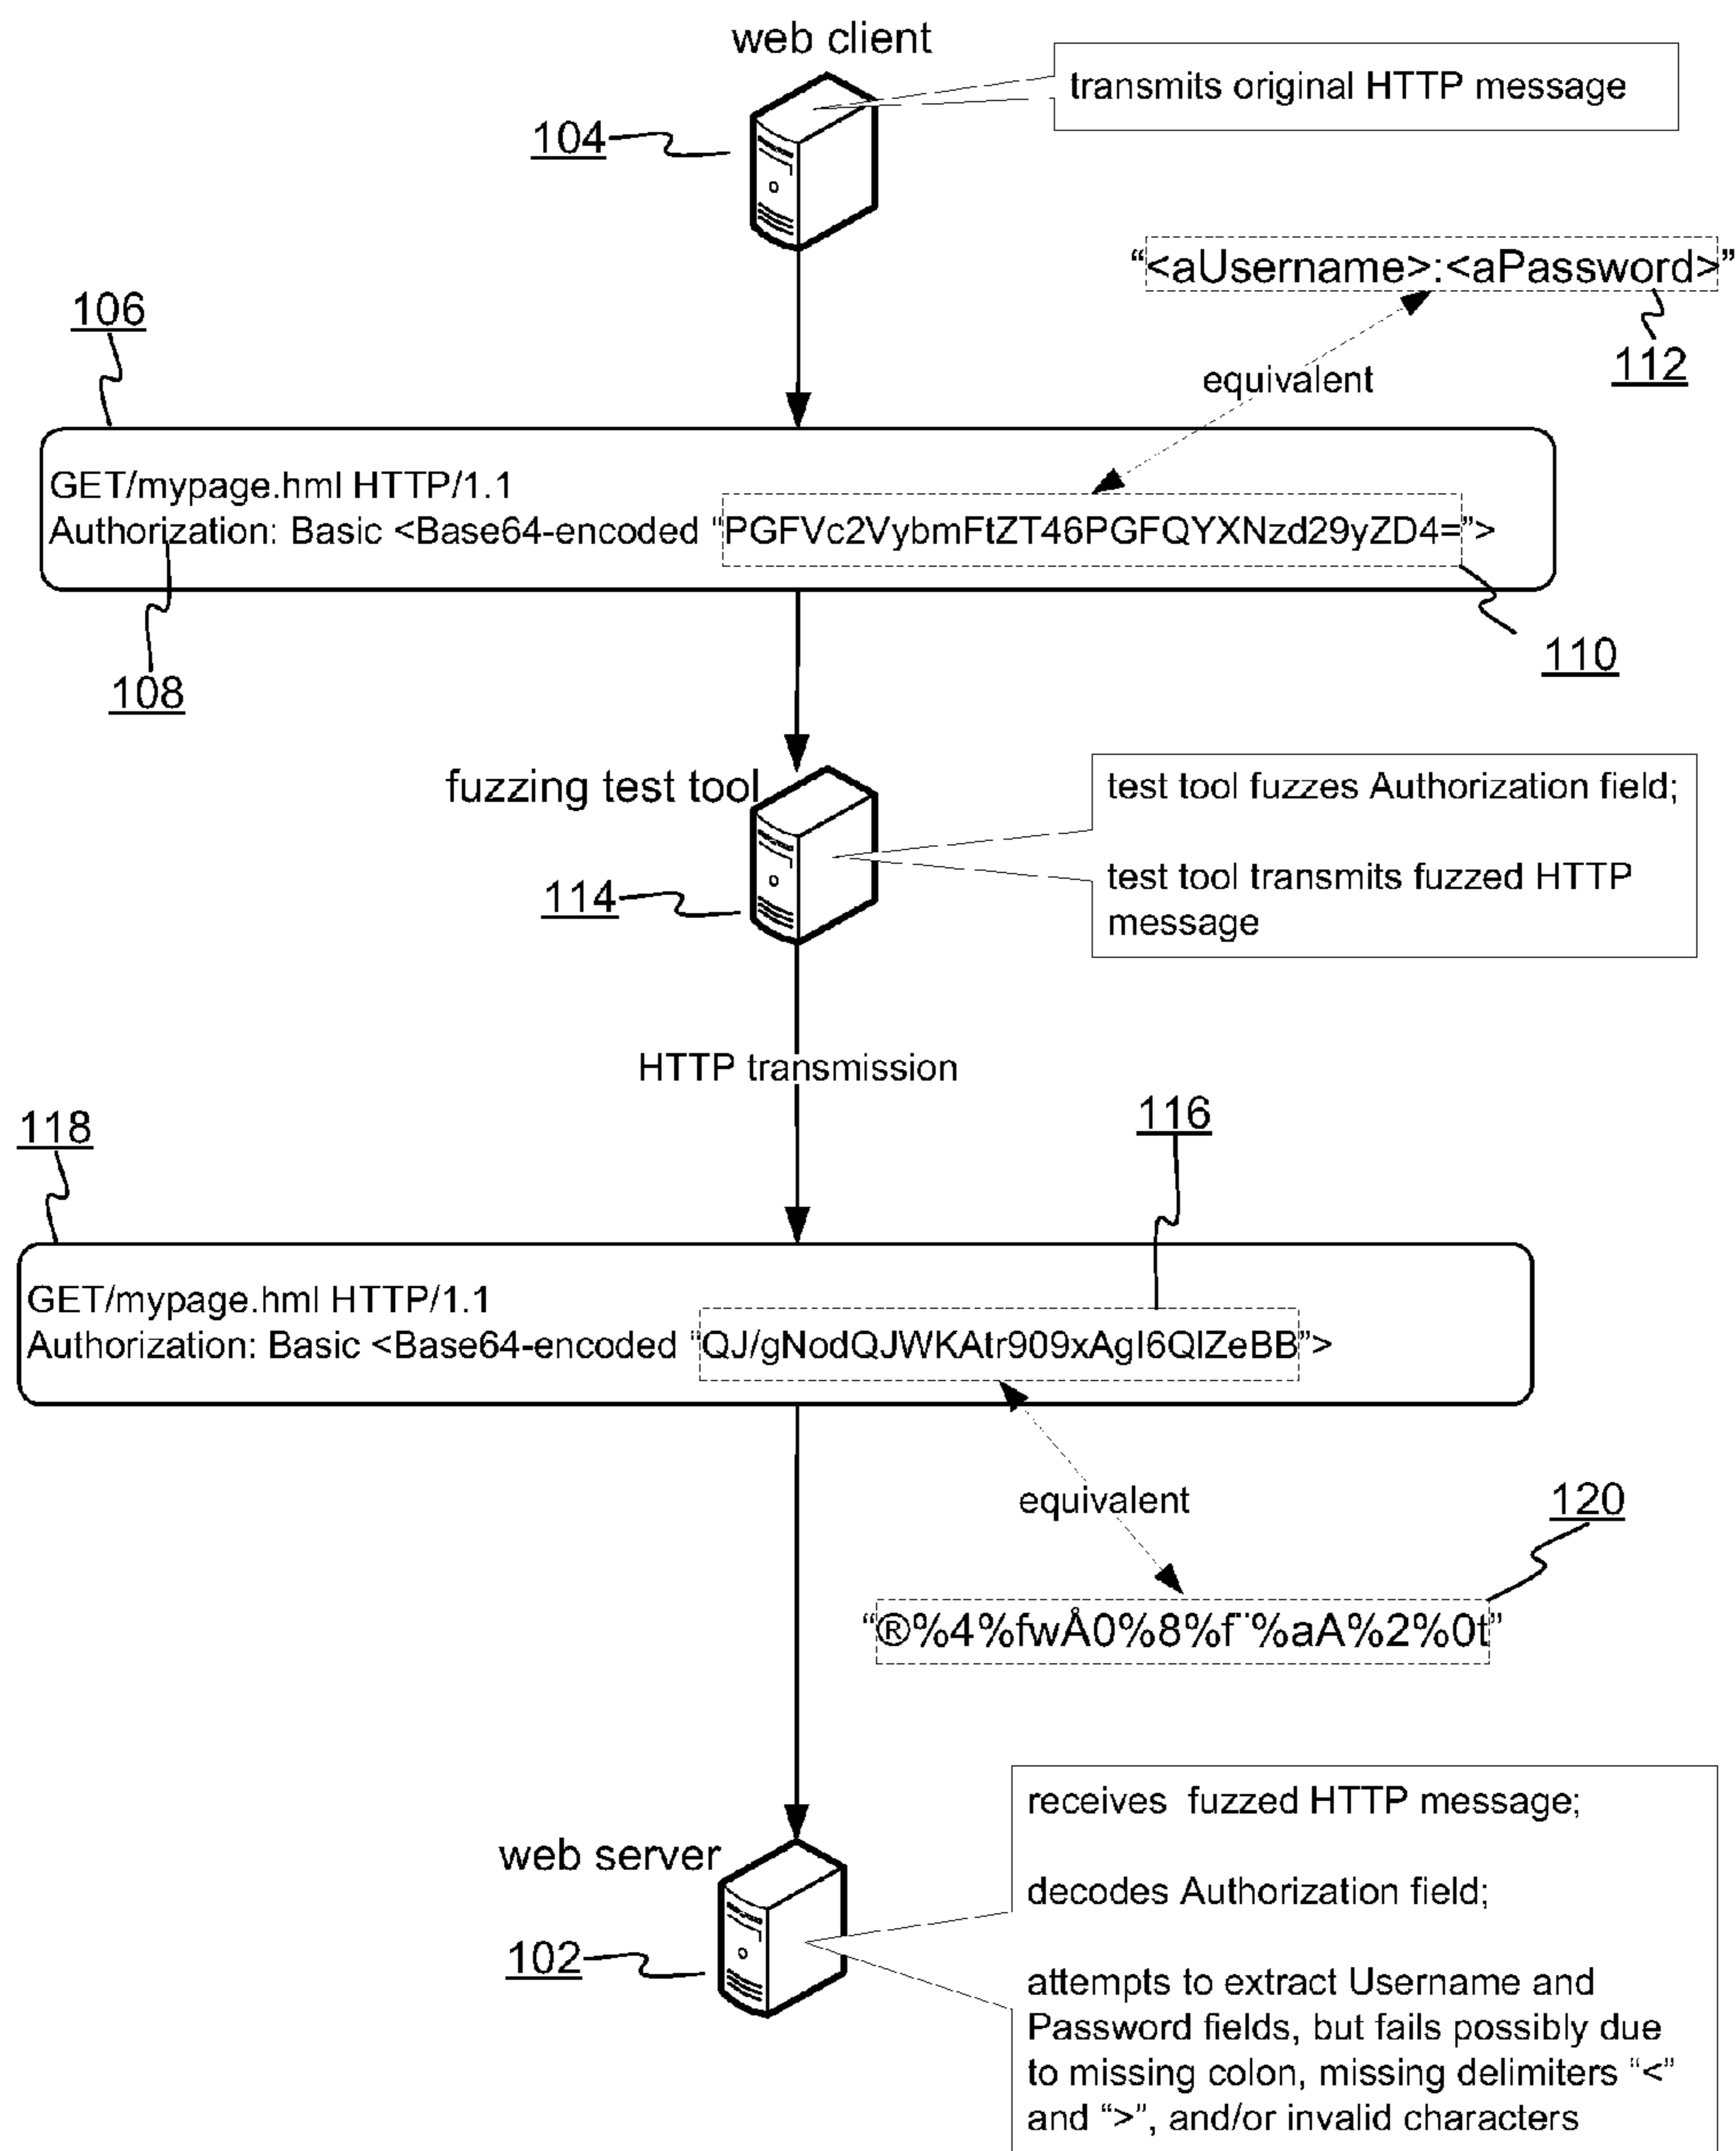 web client
transmits original HTTP message
104
“<aUsername>:<aPassword>”
106
112
equivalent
GET/mypage.hml HTTP/1.1
Authorization: Basic <Base64-encoded “PGFVc2VybmFtZT46PGFQYXNzd29yZD4=”>
108
110
fuzzing test tool
test tool fuzzes Authorization field;
test tool transmits fuzzed HTTP
message
114
HTTP transmission
116
118
GET/mypage.hml HTTP/1.1
Authorization: Basic <Base64-encoded “QJ/gNodQJWKAtr909xAgI6QIZeBB”>
equivalent
120
“®%4%fwÅ0%8%f¨%aA%2%0t”
web server
102
receives fuzzed HTTP message;
decodes Authorization field;
attempts to extract Username and
Password fields, but fails possibly due
to missing colon, missing delimiters “<”
and “>”, and/or invalid characters